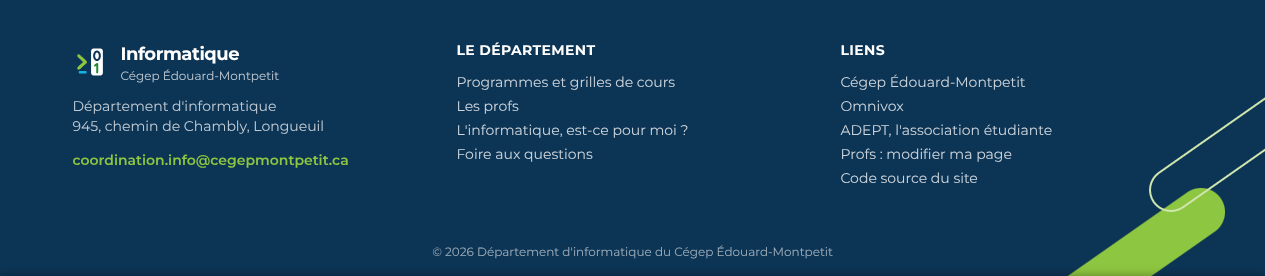 Informatique
Cégep Édouard-Montpetit
Département d'informatique
945, chemin de Chambly, Longueuil
coordination.info@cegepmontpetit.ca
LE DÉPARTEMENT
Programmes et grilles de cours
Les profs
L'informatique, est-ce pour moi ?
Foire aux questions
LIENS
Cégep Édouard-Montpetit
Omnivox
ADEPT, l'association étudiante
Profs : modifier ma page
Code source du site
© 2026 Département d'informatique du Cégep Édouard-Montpetit